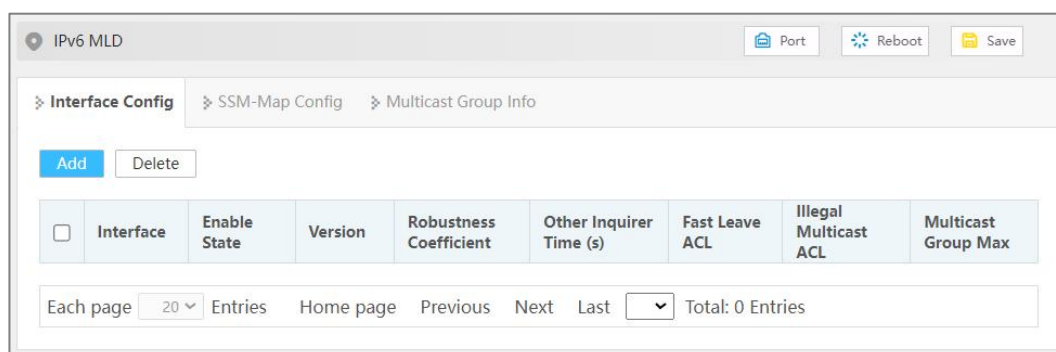 IPv6 MLD Port Reboot Save
Interface Config SSM-Map Config Multicast Group Info
Add Delete
Interface Enable State Version Robustness Coefficient Other Inquirer Time (s) Fast Leave ACL Illegal Multicast ACL Multicast Group Max
Each page 20 Entries Home page Previous Next Last Total: 0 Entries